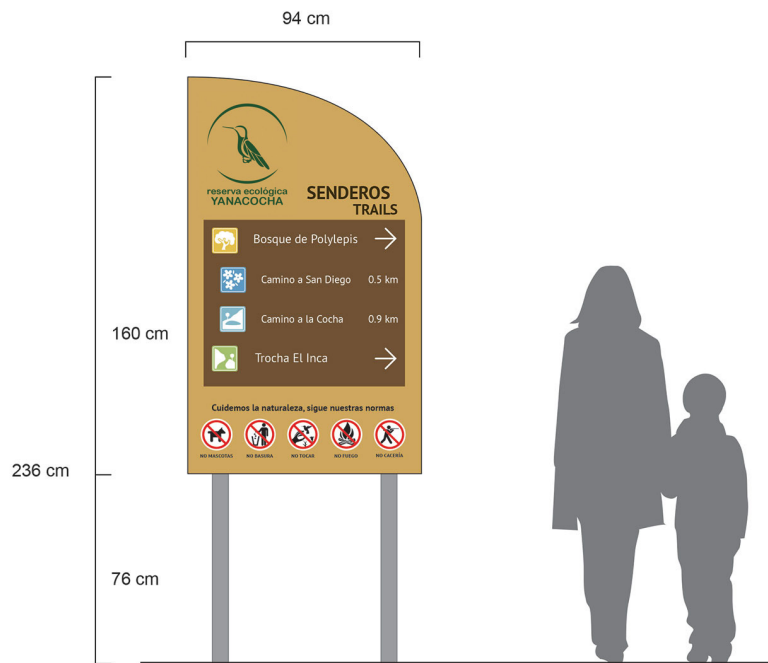 94 cm
reserva ecológica
YANACOCHA
SENDEROS
TRAILS
Bosque de Polylepis
Camino a San Diego 0.5 km
Camino a la Cocha 0.9 km
Trocha El Inca
Cuidemos la naturaleza, sigue nuestras normas
NO MASCOTAS NO BASURA NO TOCAR NO FUEGO NO CACERÍA
160 cm
236 cm
76 cm